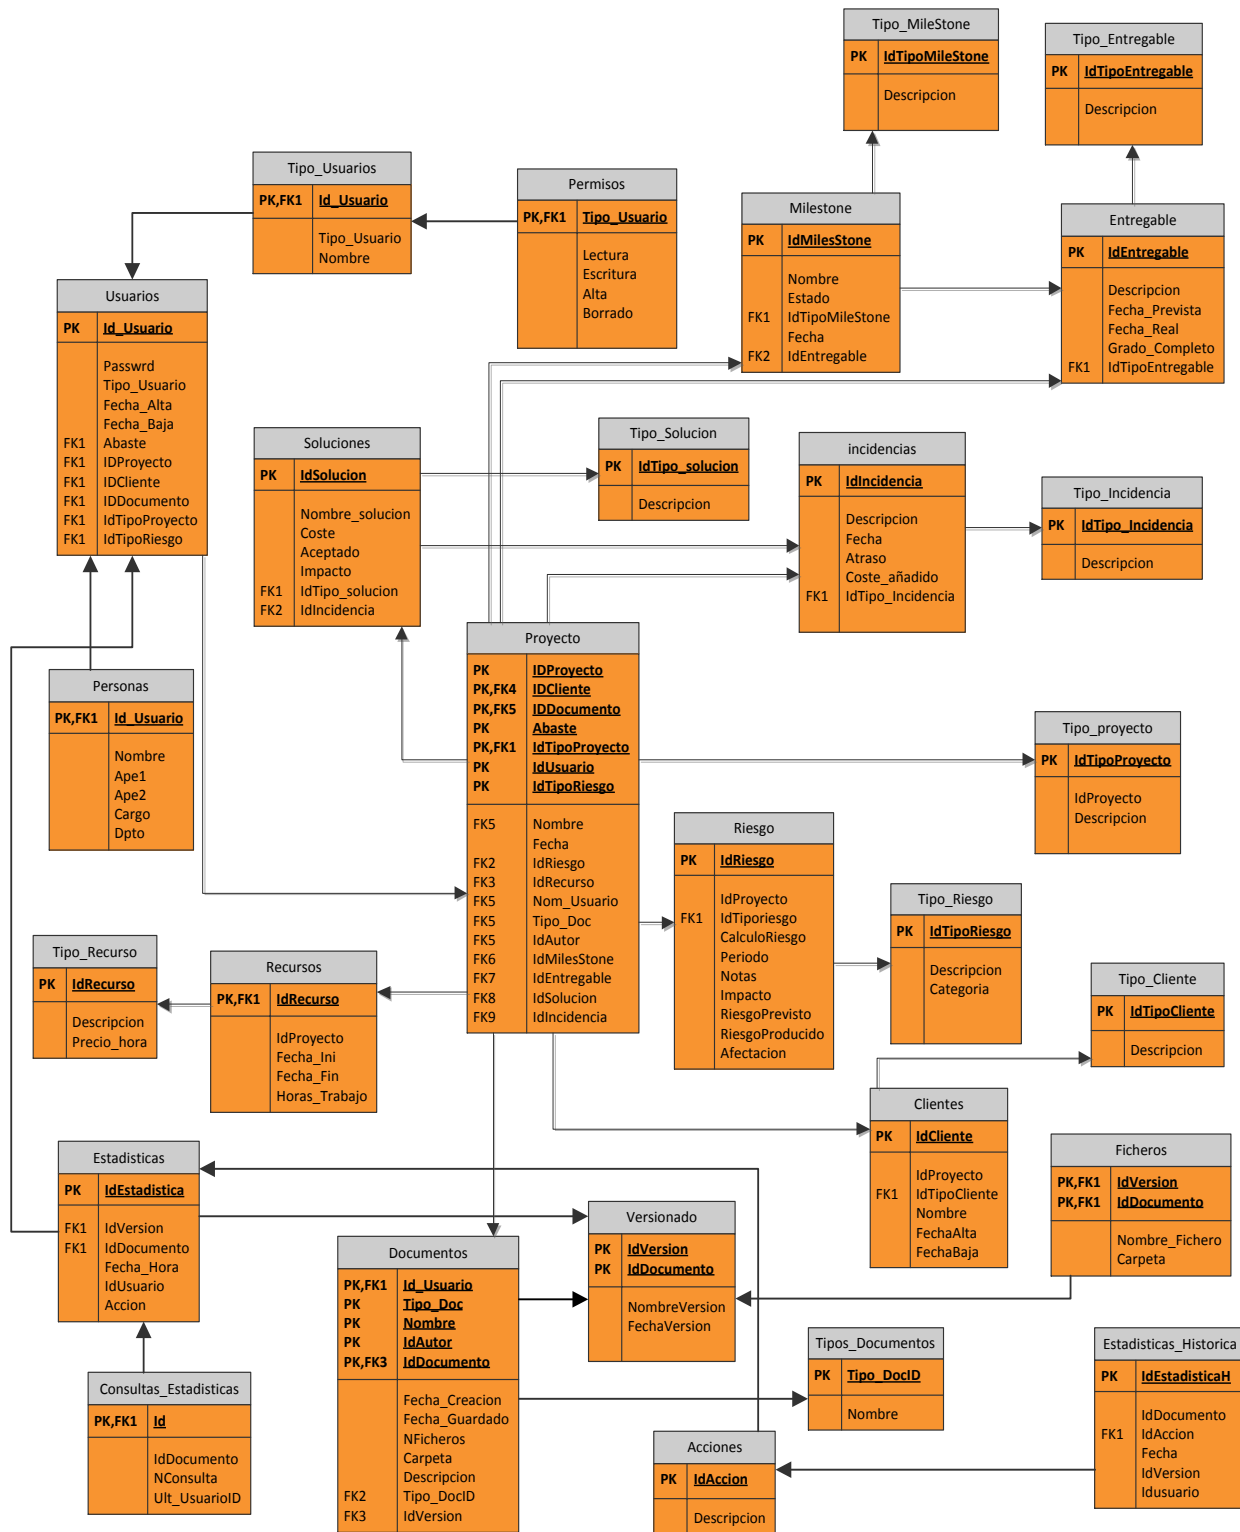 Tipo_MileStone
PK IdTipoMileStone
Descripcion
Tipo_Entregable
PK IdTipoEntregable
Descripcion
Tipo_Usuarios
PK,FK1 Id_Usuario
Tipo_Usuario
Nombre
Permisos
PK,FK1 Tipo_Usuario
Lectura
Escritura
Alta
Borrado
Milestone
PK IdMilesStone
Nombre
Estado
FK1 IdTipoMileStone
Fecha
FK2 IdEntregable
Entregable
PK IdEntregable
Descripcion
Fecha_Prevista
Fecha_Real
Grado_Completo
FK1 IdTipoEntregable
Usuarios
PK Id_Usuario
Passwrd
Tipo_Usuario
Fecha_Alta
Fecha_Baja
FK1 Abaste
FK1 IDProyecto
FK1 IDCliente
FK1 IDDocumento
FK1 IdTipoProyecto
FK1 IdTipoRiesgo
Soluciones
PK IdSolucion
Nombre_solucion
Coste
Aceptado
Impacto
FK1 IdTipo_solucion
FK2 IdIncidencia
Tipo_Solucion
PK IdTipo_solucion
Descripcion
incidencias
PK IdIncidencia
Descripcion
Fecha
Atraso
Coste_añadido
FK1 IdTipo_Incidencia
Tipo_Incidencia
PK IdTipo_Incidencia
Descripcion
Personas
PK,FK1 Id_Usuario
Nombre
Ape1
Ape2
Cargo
Dpto
Proyecto
PK IDProyecto
PK,FK4 IDCliente
PK,FK5 IDDocumento
PK Abaste
PK,FK1 IdTipoProyecto
PK IdUsuario
PK IdTipoRiesgo
FK5 Nombre
Fecha
FK2 IdRiesgo
FK3 IdRecurso
FK5 Nom_Usuario
FK5 Tipo_Doc
FK5 IdAutor
FK6 IdMilesStone
FK7 IdEntregable
FK8 IdSolucion
FK9 IdIncidencia
Tipo_proyecto
PK IdTipoProyecto
IdProyecto
Descripcion
Riesgo
PK IdRiesgo
IdProyecto
FK1 IdTiporiesgo
CalculoRiesgo
Periodo
Notas
Impacto
RiesgoPrevisto
RiesgoProducido
Afectacion
Tipo_Riesgo
PK IdTipoRiesgo
Descripcion
Categoria
Tipo_Recurso
PK IdRecurso
Descripcion
Precio_hora
Recursos
PK,FK1 IdRecurso
IdProyecto
Fecha_Ini
Fecha_Fin
Horas_Trabajo
Tipo_Cliente
PK IdTipoCliente
Descripcion
Clientes
PK IdCliente
IdProyecto
FK1 IdTipoCliente
Nombre
FechaAlta
FechaBaja
Ficheros
PK,FK1 IdVersion
PK,FK1 IdDocumento
Nombre_Fichero
Carpeta
Estadisticas
PK IdEstadistica
FK1 IdVersion
FK1 IdDocumento
Fecha_Hora
IdUsuario
Accion
Versionado
PK IdVersion
PK IdDocumento
NombreVersion
FechaVersion
Documentos
PK,FK1 Id_Usuario
PK Tipo_Doc
PK Nombre
PK IdAutor
PK,FK3 IdDocumento
Fecha_Creacion
Fecha_Guardado
NFicheros
Carpeta
Descripcion
FK2 Tipo_DocID
FK3 IdVersion
Tipos_Documentos
PK Tipo_DocID
Nombre
Estadisticas_Historica
PK IdEstadisticaH
IdDocumento
FK1 IdAccion
Fecha
IdVersion
Idusuario
Consultas_Estadisticas
PK,FK1 Id
IdDocumento
NConsulta
Ult_UsuarioID
Acciones
PK IdAccion
Descripcion